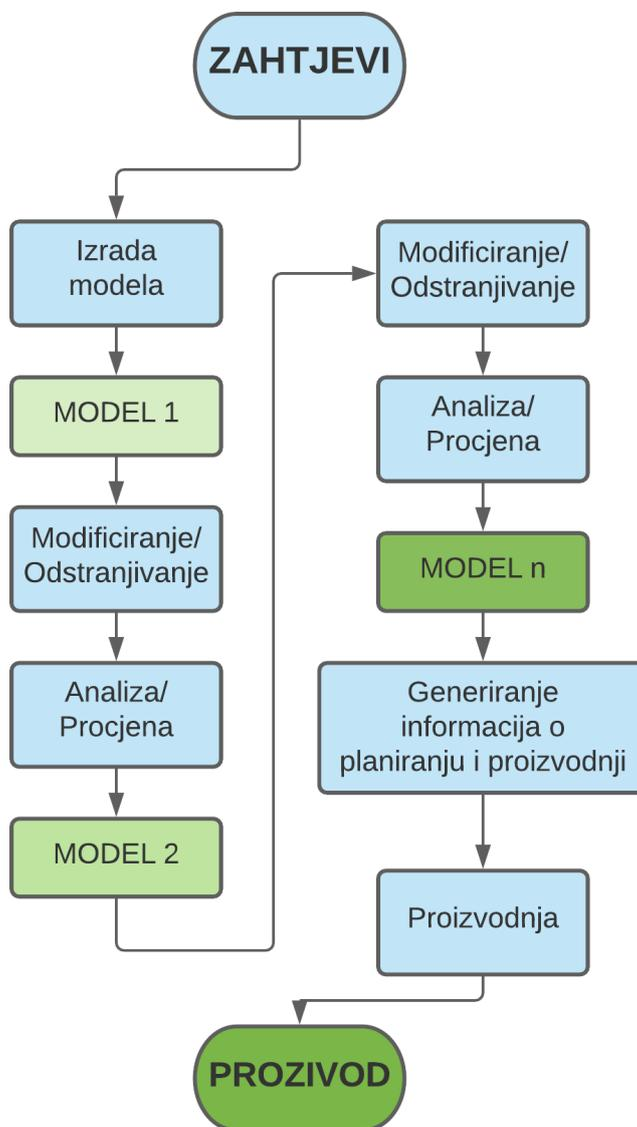 ZAHTJEVI
Izrada
modela
MODEL 1
Modificiranje/
Odstranjivanje
Analiza/
Procjena
MODEL 2
Modificiranje/
Odstranjivanje
Analiza/
Procjena
MODEL n
Generiranje
informacija o
planiranju i proizvodnji
Proizvodnja
PROZIVOD